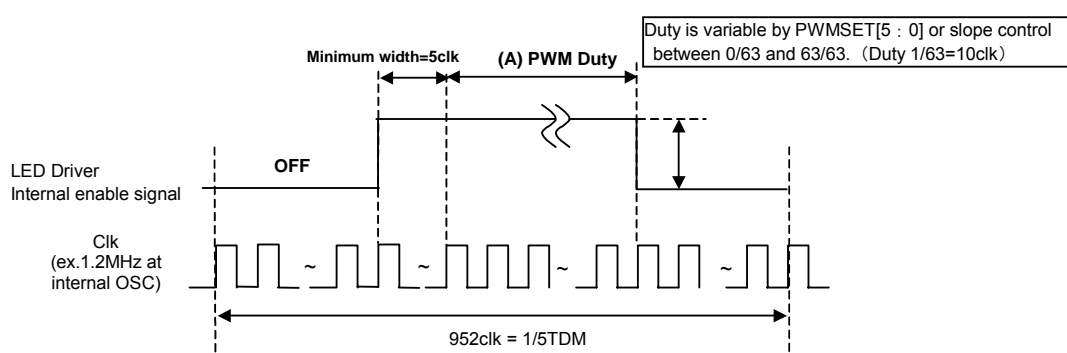 Duty is variable by PWMSET[5 : 0] or slope control
between 0/63 and 63/63. （Duty 1/63=10clk）
Minimum width=5clk
(A) PWM Duty
OFF
LED Driver
Internal enable signal
Clk
(ex.1.2MHz at
internal OSC)
~
~
~
~
952clk = 1/5TDM